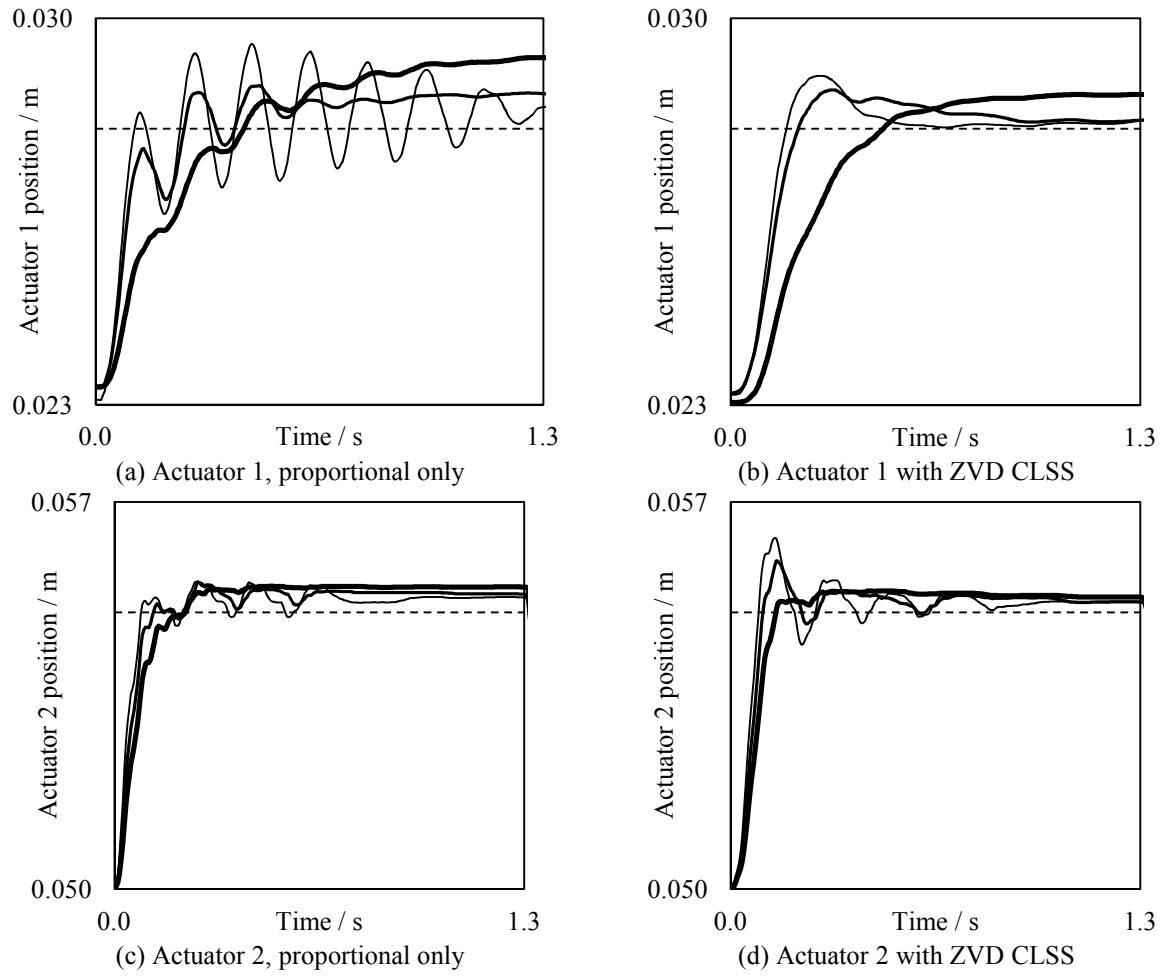 0.030
Actuator 1 position / m
0.023
0.0
Time / s
1.3
(a) Actuator 1, proportional only
0.030
Actuator 1 position / m
0.023
0.0
Time / s
1.3
(b) Actuator 1 with ZVD CLSS
0.057
Actuator 2 position / m
0.050
0.0
Time / s
1.3
(c) Actuator 2, proportional only
0.057
Actuator 2 position / m
0.050
0.0
Time / s
1.3
(d) Actuator 2 with ZVD CLSS